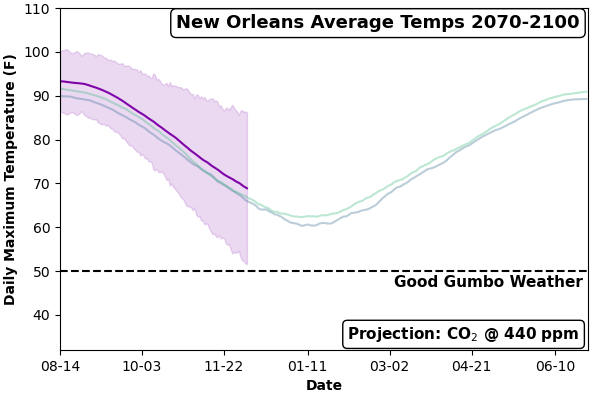 New Orleans Average Temps 2070-2100
Daily Maximum Temperature (F)
110
100
90
80
70
60
50
40
Good Gumbo Weather
Projection: CO₂ @ 440 ppm
08-14 10-03 11-22 01-11 03-02 04-21 06-10
Date